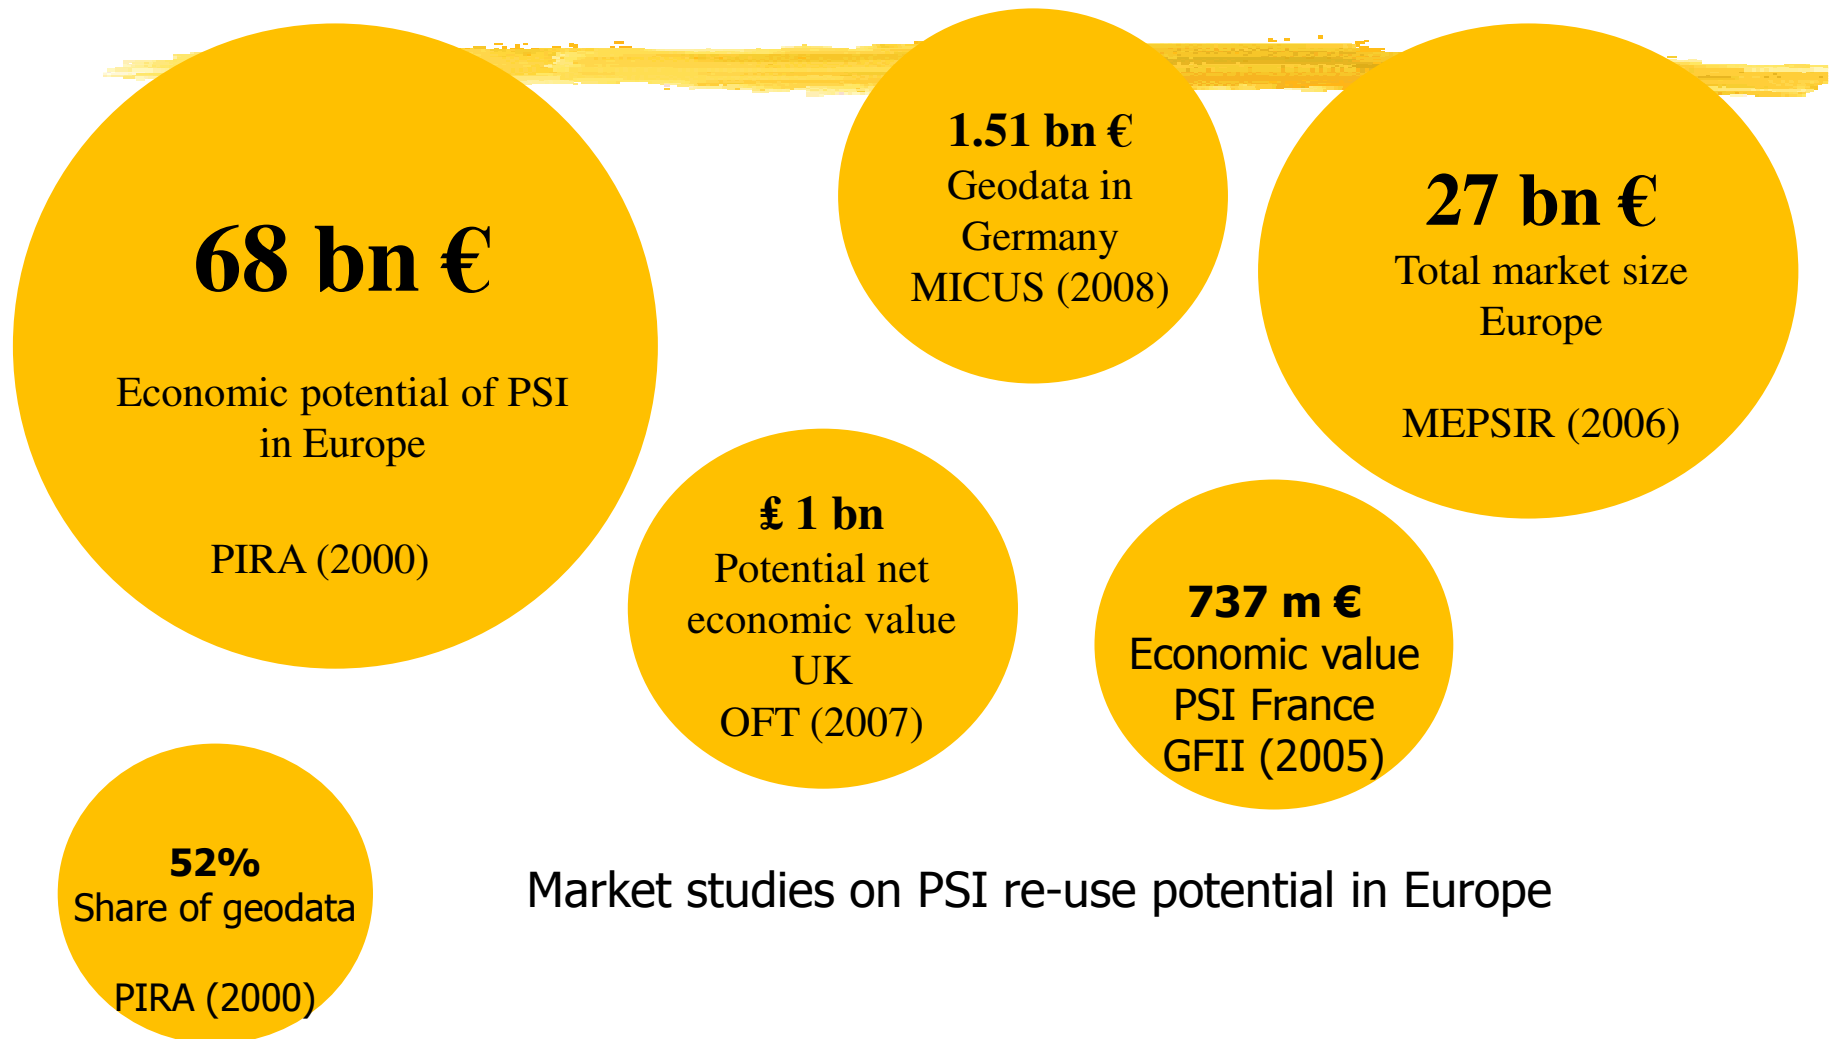 68 bn €
Economic potential of PSI
in Europe
PIRA (2000)
1.51 bn €
Geodata in
Germany
MICUS (2008)
27 bn €
Total market size
Europe
MEPSIR (2006)
£ 1 bn
Potential net
economic value
UK
OFT (2007)
737 m €
Economic value
PSI France
GFII (2005)
52%
Share of geodata
PIRA (2000)
Market studies on PSI re-use potential in Europe